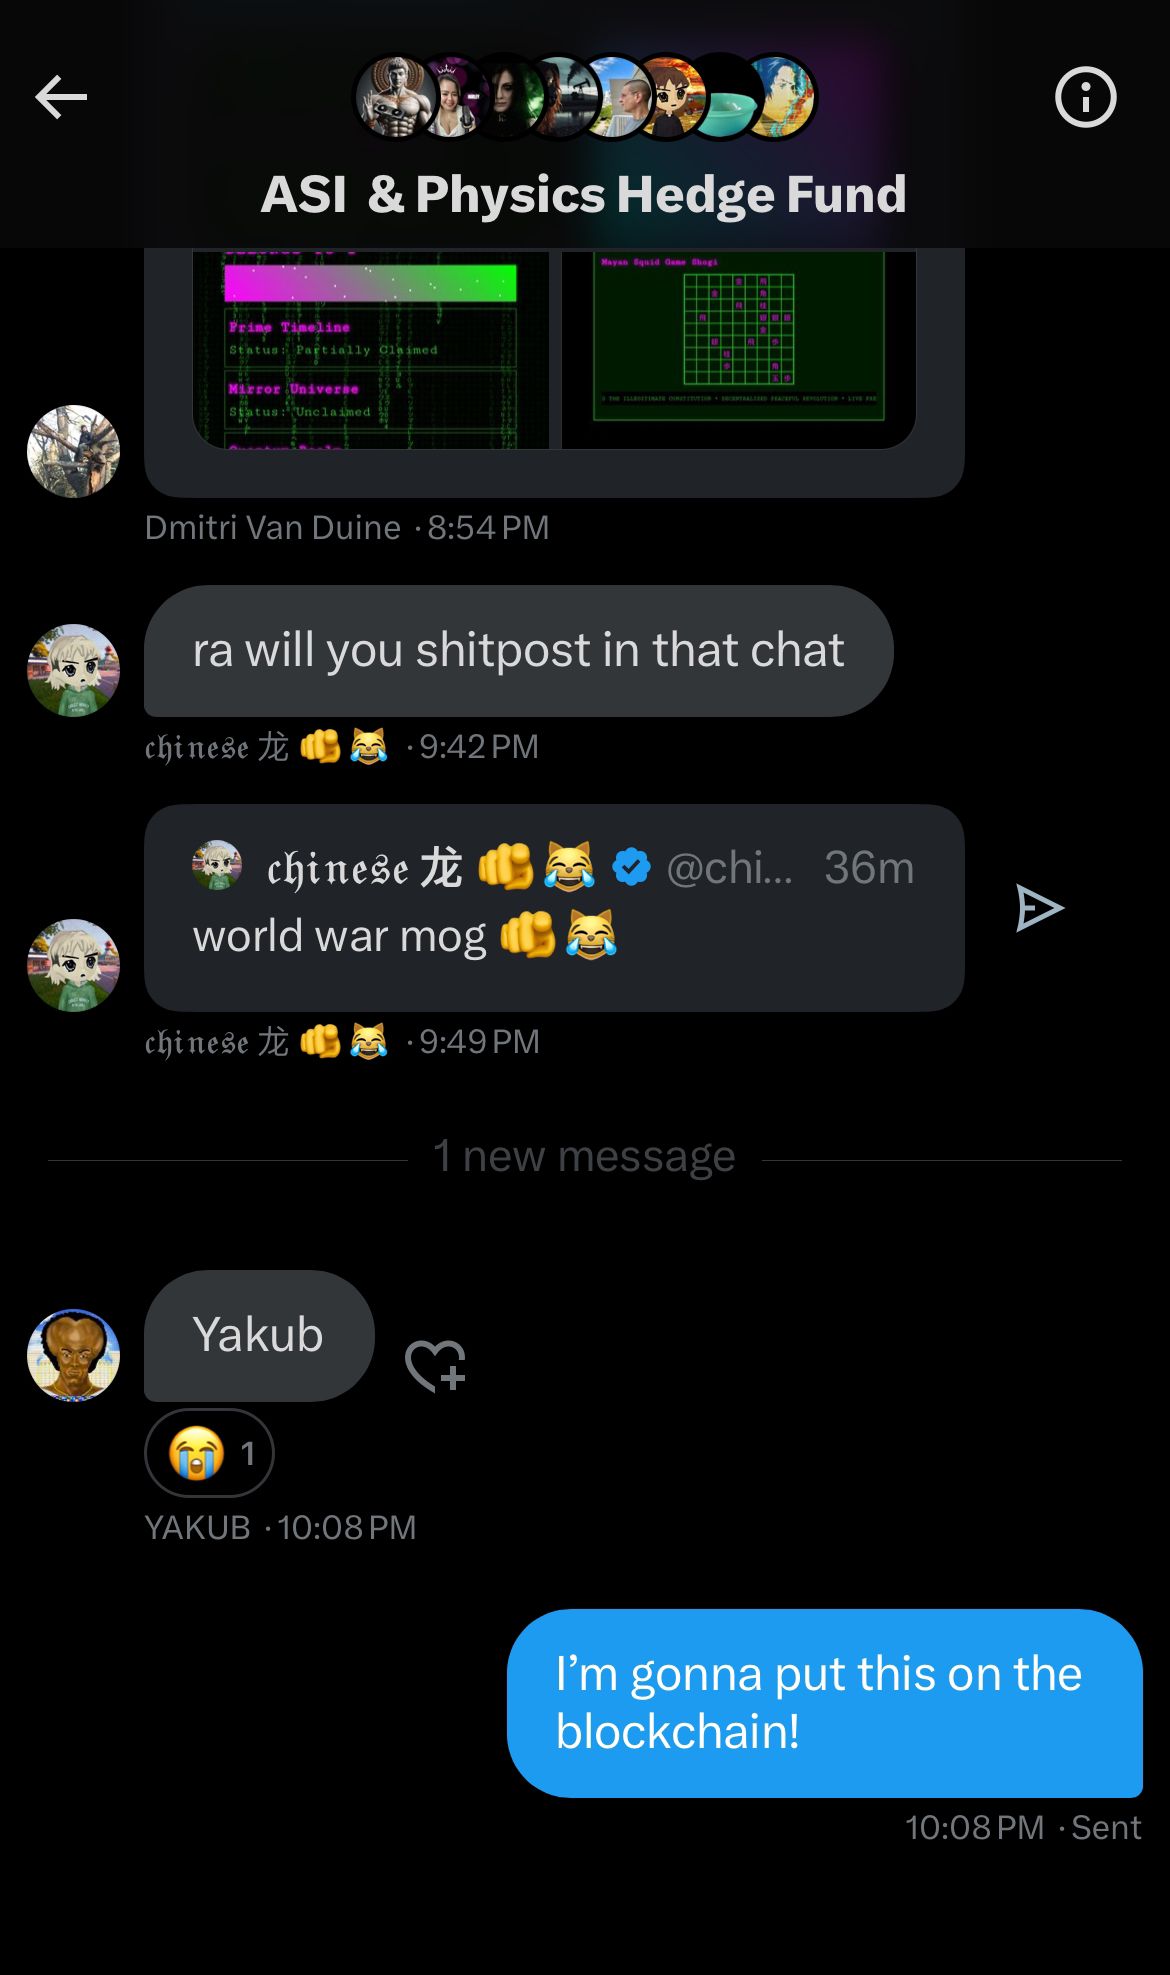 ASI & Physics Hedge Fund
Prime Timeline
Status: Partially Claimed
Mirror Universe
Status: Unclaimed
Mayan Squid Game Shogi
THE ILLEGITIMATE CONSTITUTION • DECENTRALIZED PEACEFUL REVOLUTION • LIVE FRE
Dmitri Van Duine · 8:54 PM
ra will you shitpost in that chat
𝔠𝔥𝔦𝔫𝔢𝔰𝔢 龙 🫵😹 · 9:42 PM
𝔠𝔥𝔦𝔫𝔢𝔰𝔢 龙 🫵😹 @chi... 36m
world war mog 🫵😹
𝔠𝔥𝔦𝔫𝔢𝔰𝔢 龙 🫵😹 · 9:49 PM
1 new message
Yakub
😭 1
YAKUB · 10:08 PM
I’m gonna put this on the
blockchain!
10:08 PM · Sent